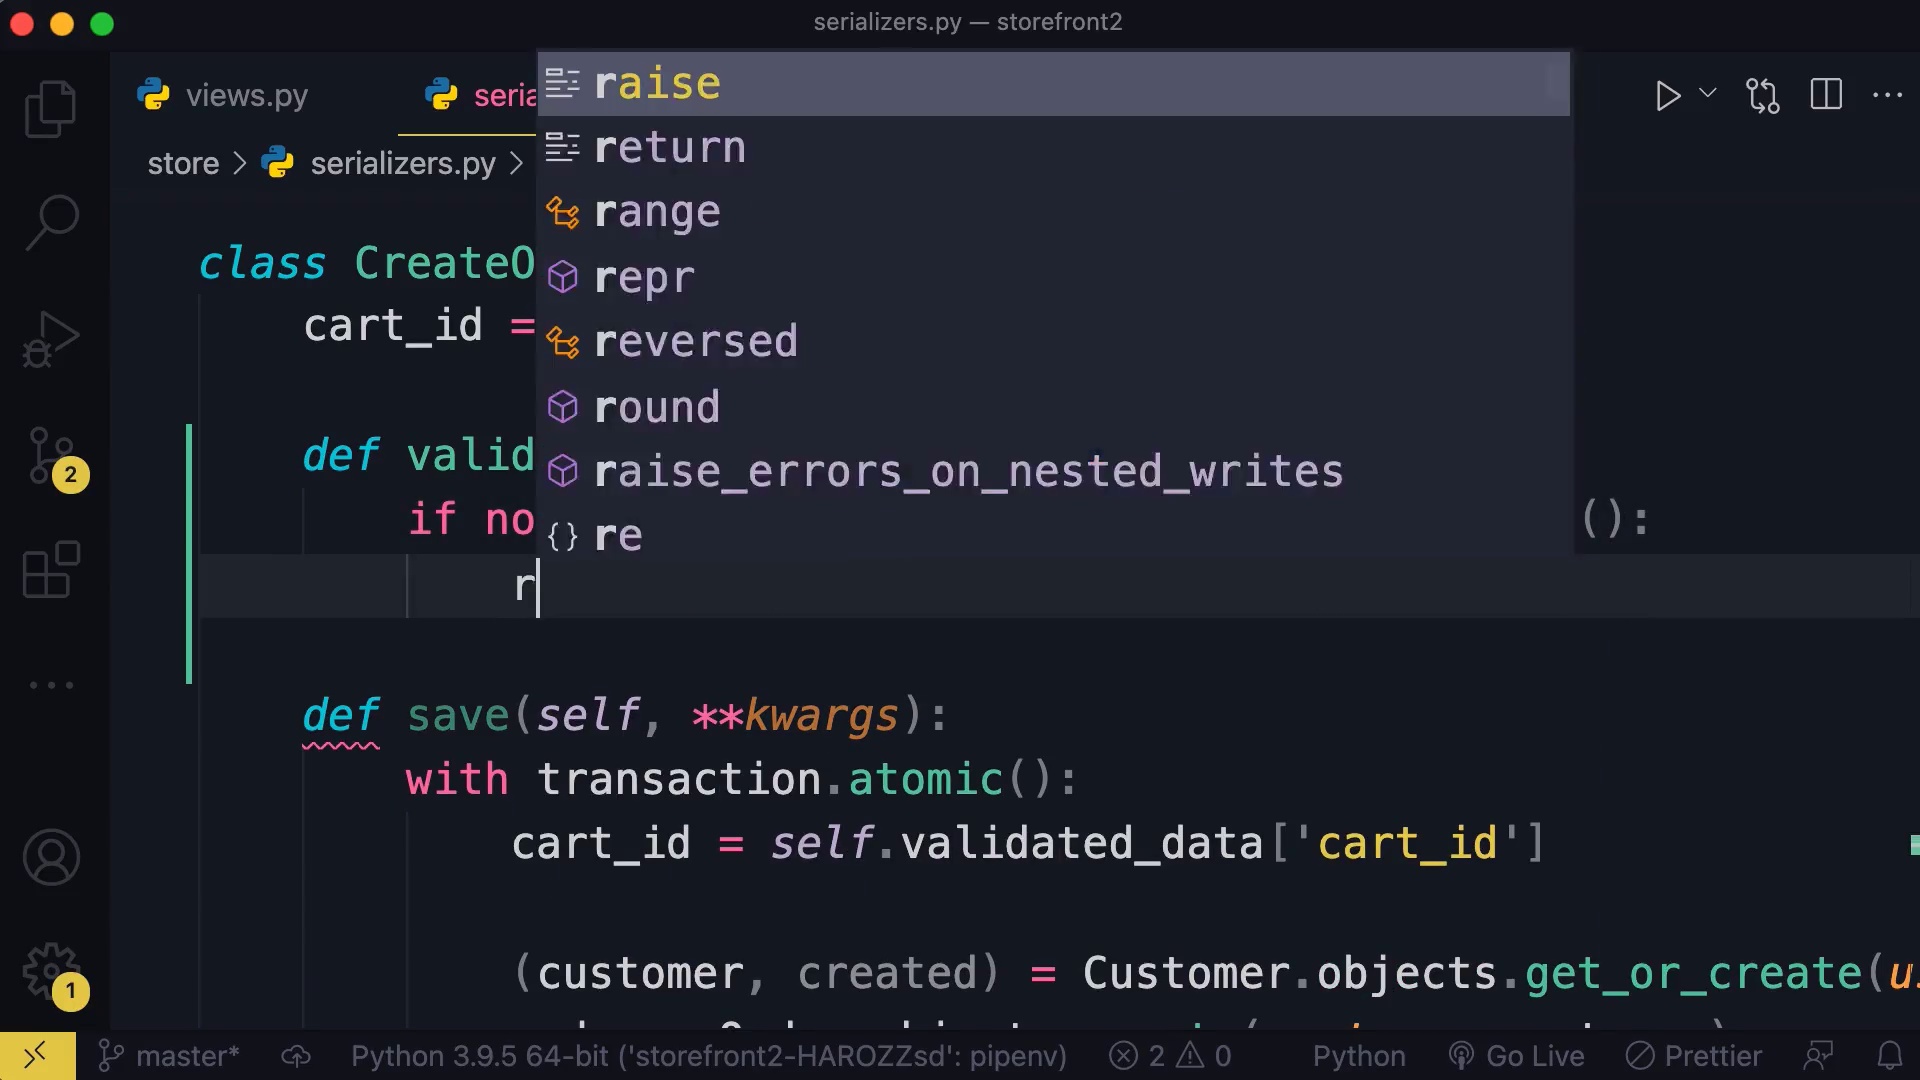 serializers.py — storefront2
views.py
seria
store > serializers.py >
raise
return
range
repr
reversed
round
raise_errors_on_nested_writes
re
class CreateO
cart_id =
def valid
if no
():
r
def save(self, **kwargs):
with transaction.atomic():
cart_id = self.validated_data['cart_id']
(customer, created) = Customer.objects.get_or_create(u
2
1
master*
Python 3.9.5 64-bit ('storefront2-HAROZZsd': pipenv)
2
0
Python
Go Live
Prettier